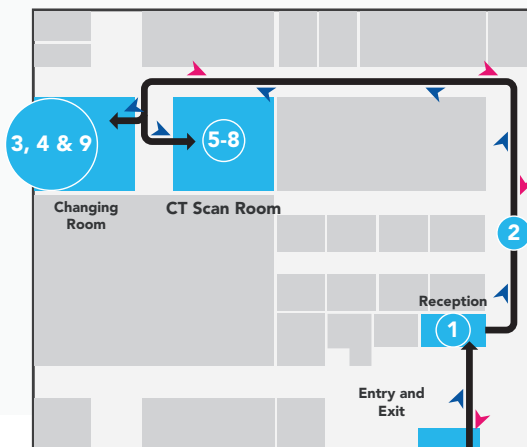 3, 4 & 9
5-8
Changing
Room
CT Scan Room
2
Reception
1
Entry and
Exit